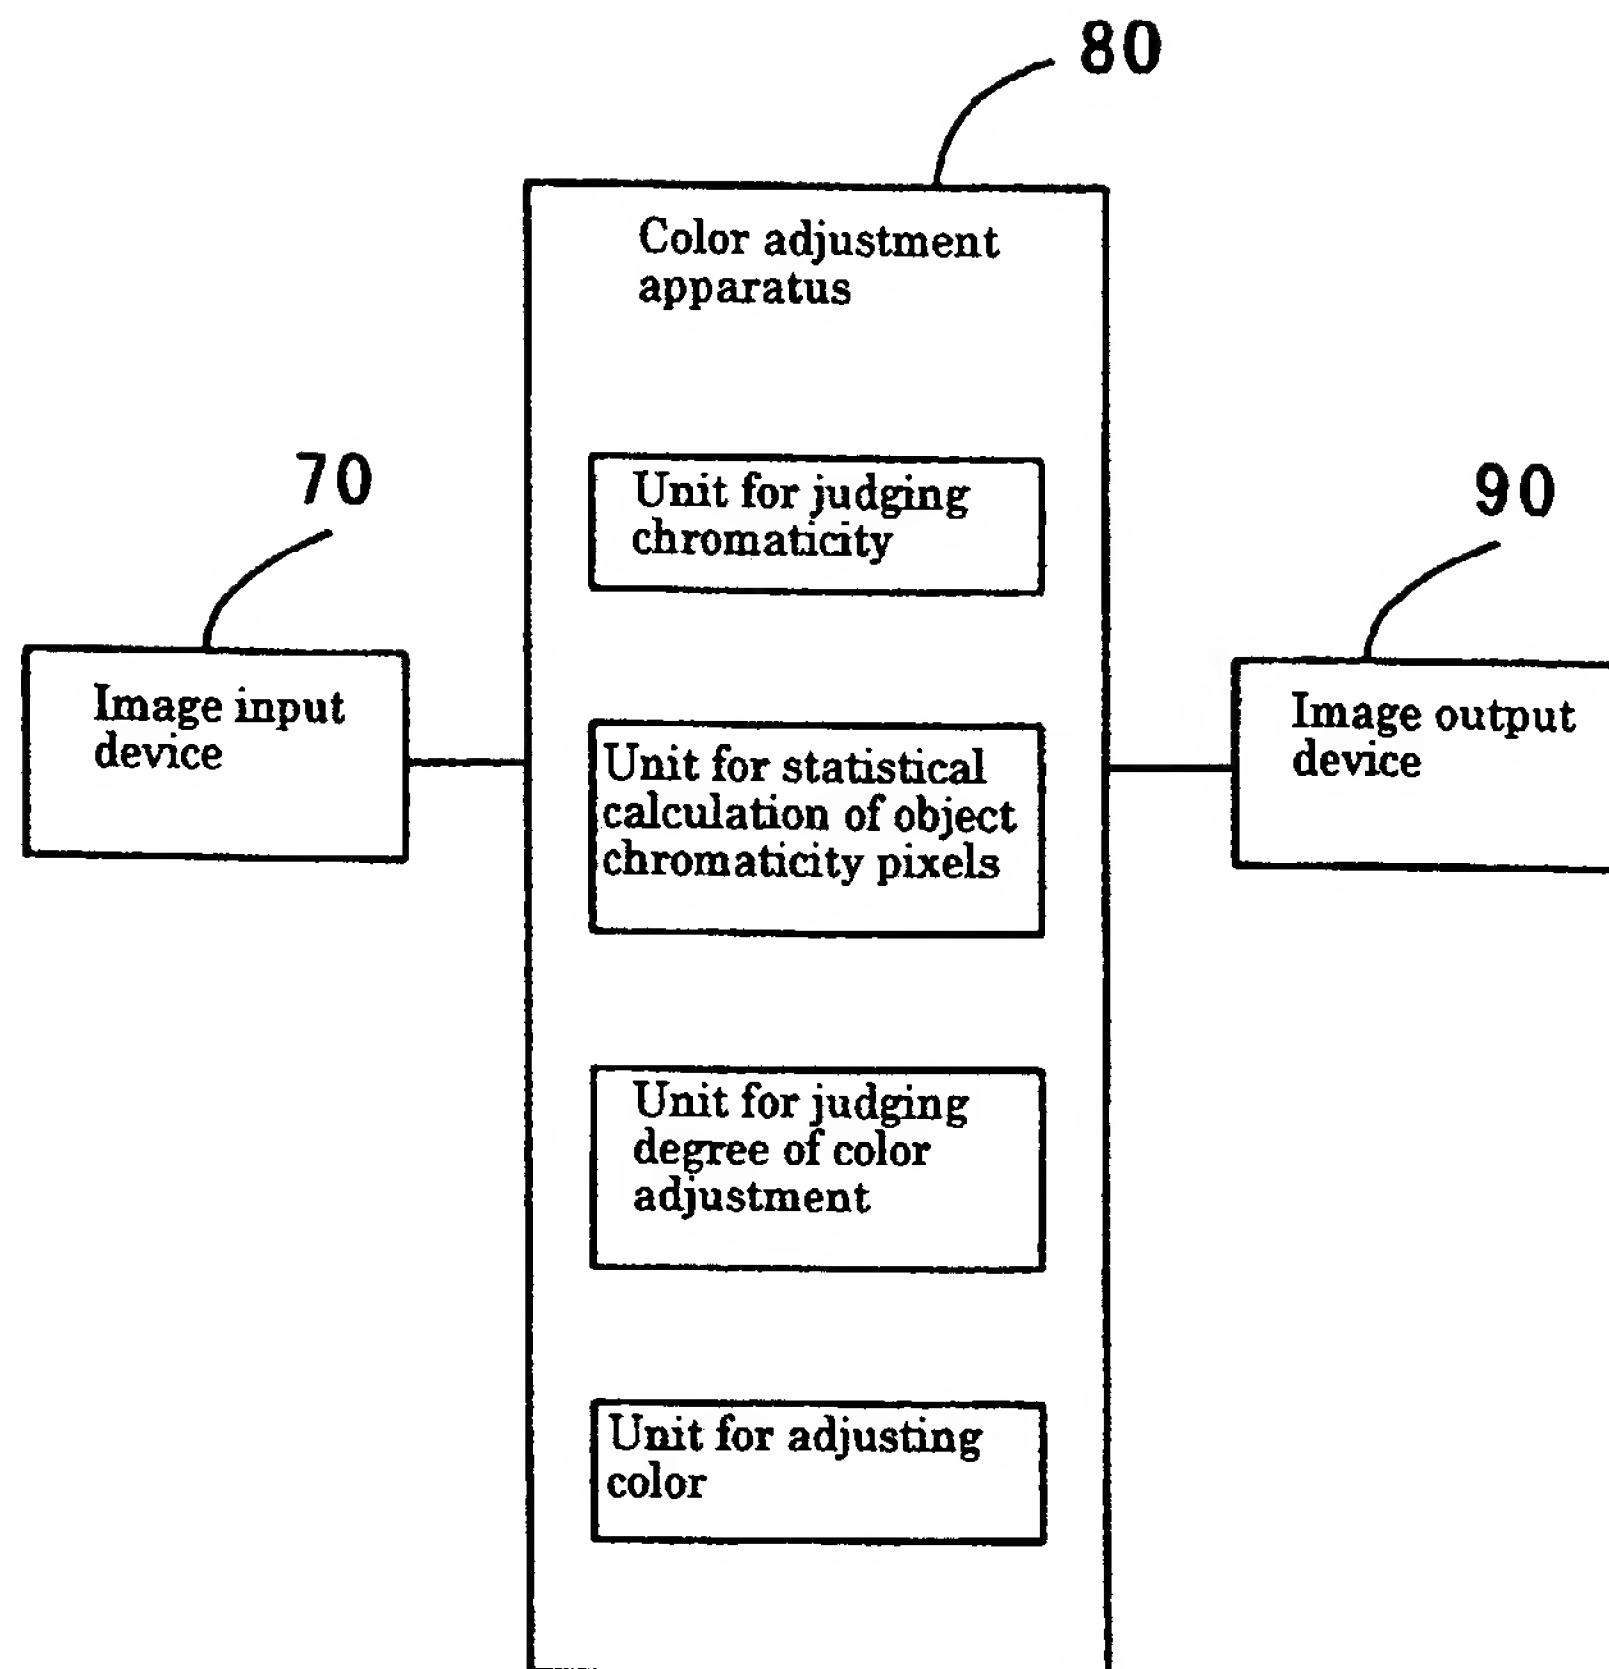 80
Color adjustment
apparatus
70
Unit for judging
chromaticity
90
Image input
device
Unit for statistical
calculation of object
chromaticity pixels
Image output
device
Unit for judging
degree of color
adjustment
Unit for adjusting
color